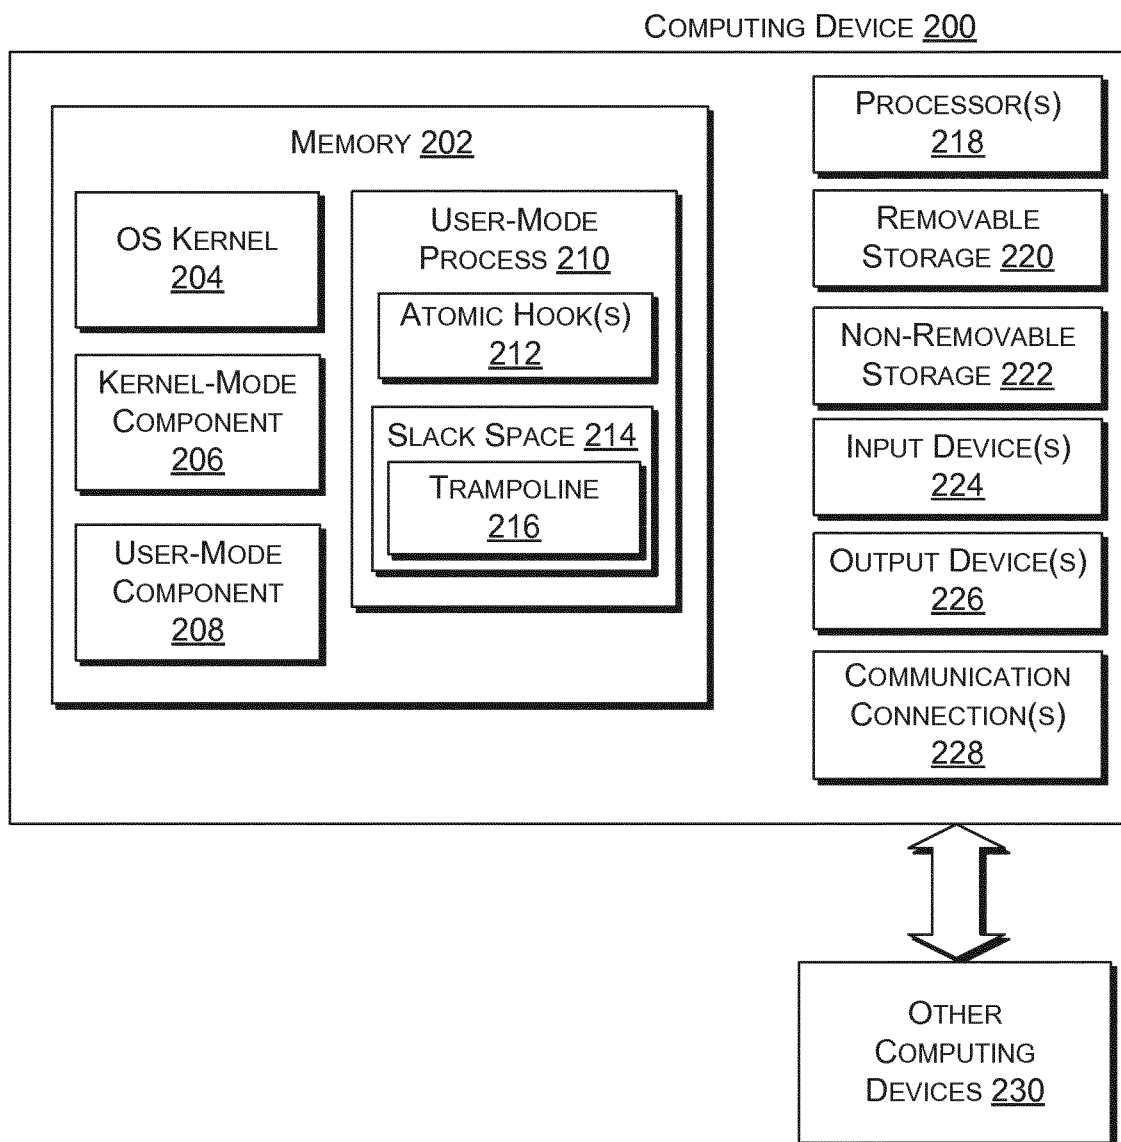 COMPUTING DEVICE 200
MEMORY 202
OS KERNEL
204
KERNEL-MODE
COMPONENT
206
USER-MODE
COMPONENT
208
USER-MODE
PROCESS 210
ATOMIC HOOK(S)
212
SLACK SPACE 214
TRAMPOLINE
216
PROCESSOR(S)
218
REMOVABLE
STORAGE 220
NON-REMOVABLE
STORAGE 222
INPUT DEVICE(S)
224
OUTPUT DEVICE(S)
226
COMMUNICATION
CONNECTION(S)
228
OTHER
COMPUTING
DEVICES 230